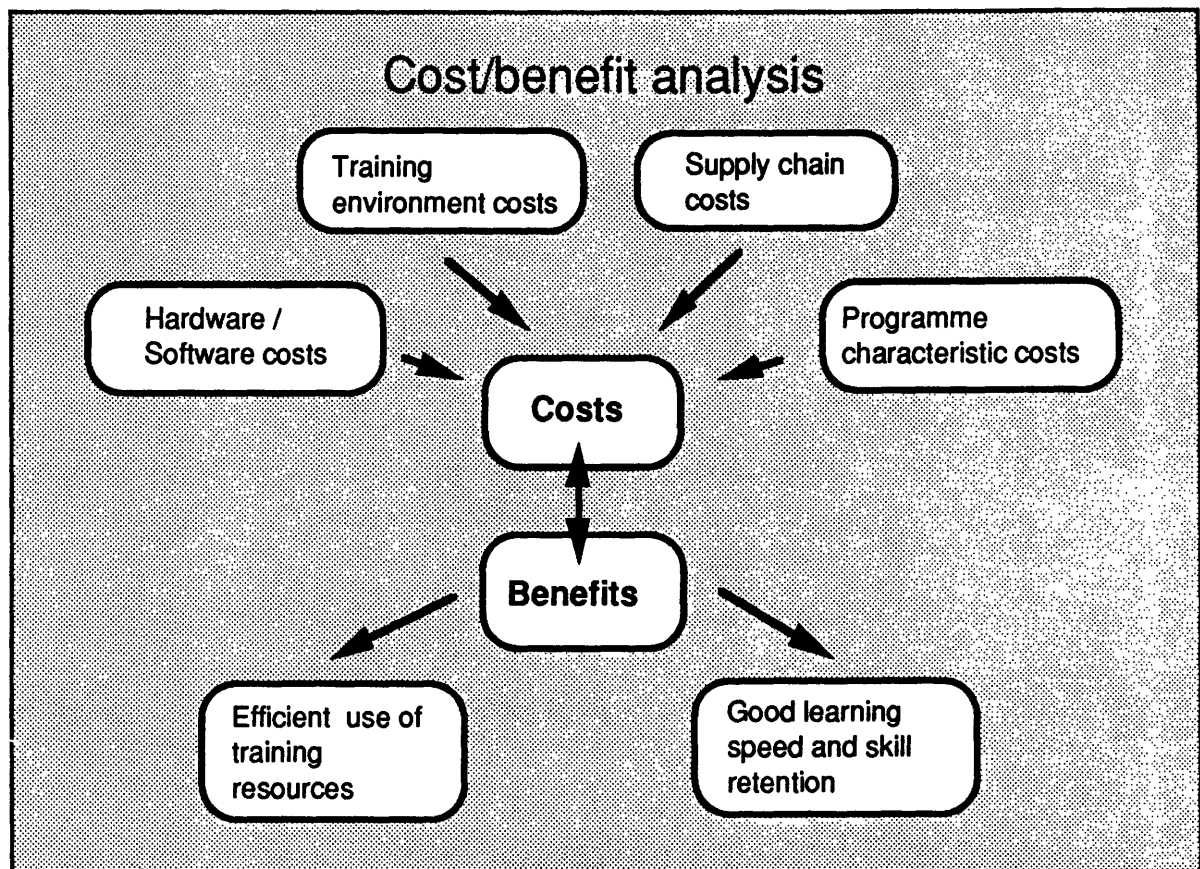 Cost/benefit analysis
Training
environment costs
Supply chain
costs
Hardware /
Software costs
Programme
characteristic costs
Costs
Benefits
Efficient use of
training
resources
Good learning
speed and skill
retention